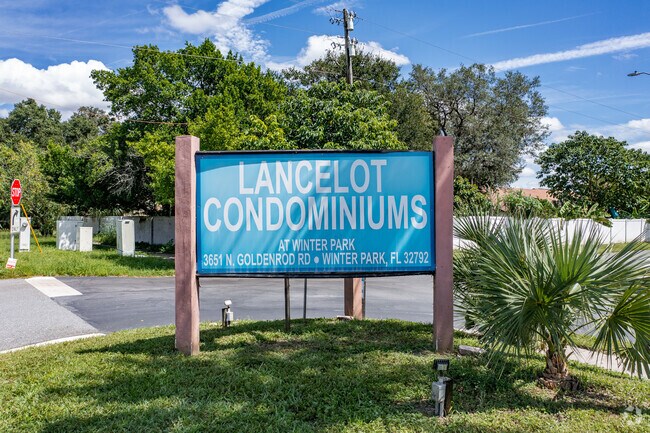 LANCELOT
CONDOMINIUMS
AT WINTER PARK
3651 N. GOLDENROD RD • WINTER PARK, FL 32792
STOP